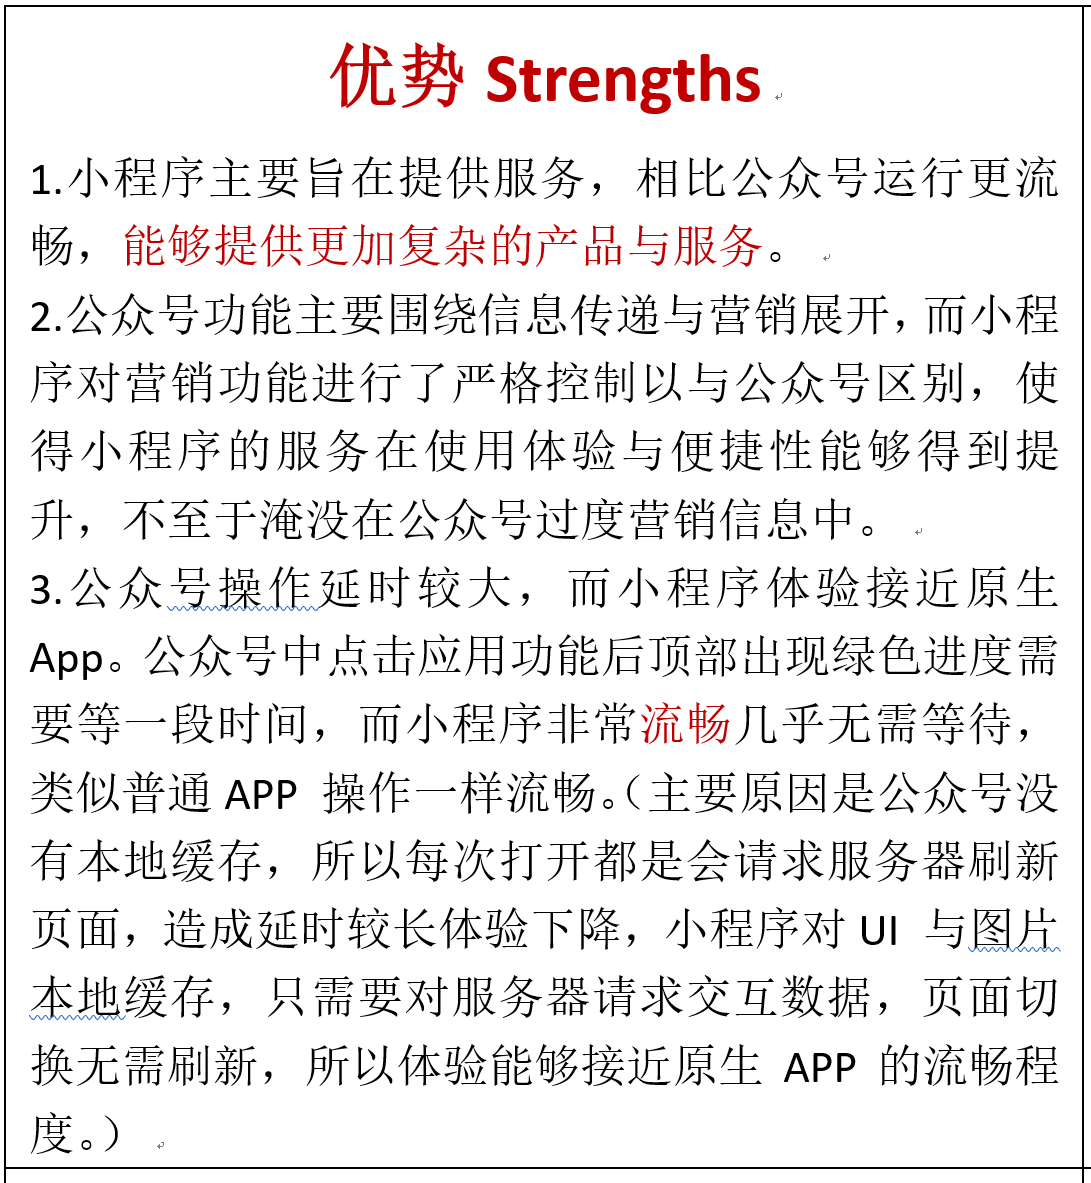 优势 Strengths
1.小程序主要旨在提供服务，相比公众号运行更流
畅，能够提供更加复杂的产品与服务。
2.公众号功能主要围绕信息传递与营销展开，而小程
序对营销功能进行了严格控制以与公众号区别，使
得小程序的服务在使用体验与便捷性能够得到提
升，不至于淹没在公众号过度营销信息中。
3.公众号操作延时较大，而小程序体验接近原生
App。公众号中点击应用功能后顶部出现绿色进度需
要等一段时间，而小程序非常流畅几乎无需等待，
类似普通 APP 操作一样流畅。（主要原因是公众号没
有本地缓存，所以每次打开都是会请求服务器刷新
页面，造成延时较长体验下降，小程序对 UI 与图片
本地缓存，只需要对服务器请求交互数据，页面切
换无需刷新，所以体验能够接近原生 APP 的流畅程
度。）